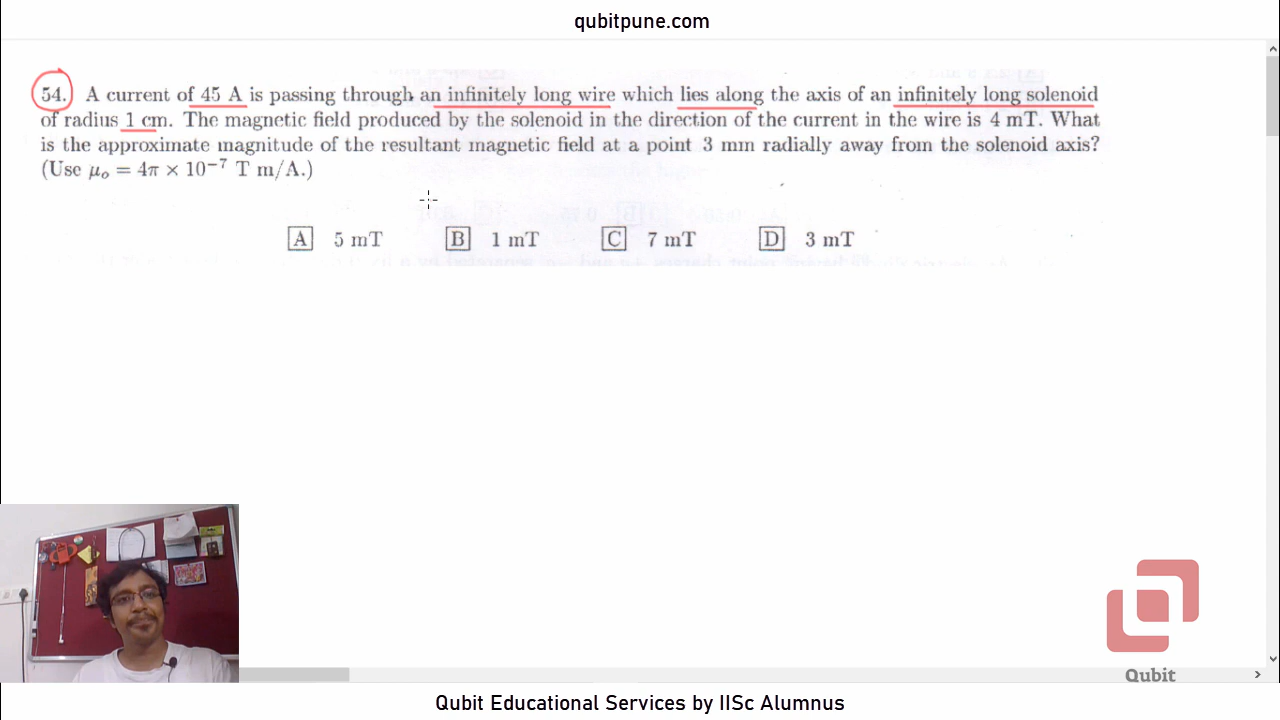 qubitpune.com
54. A current of 45 A is passing through an infinitely long wire which lies along the axis of an infinitely long solenoid
of radius 1 cm. The magnetic field produced by the solenoid in the direction of the current in the wire is 4 mT. What
is the approximate magnitude of the resultant magnetic field at a point 3 mm radially away from the solenoid axis?
(Use μₒ = 4π × 10⁻⁷ T m/A.)
A 5 mT B 1 mT C 7 mT D 3 mT
Qubit
Qubit Educational Services by IISc Alumnus